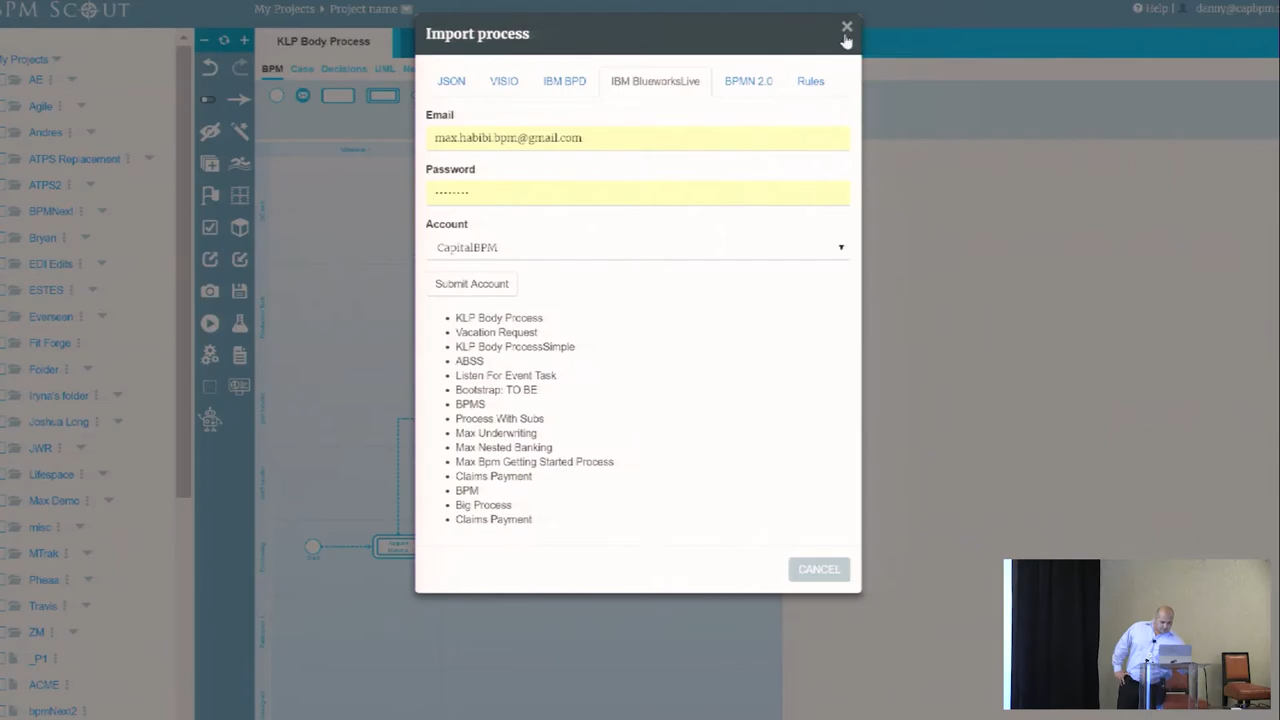 BPM SCOUT
My Projects › Project name
Help
danny@capbpm.c
My Projects
AE
Agile
Andres
ATPS Replacement
ATPS2
BPMNext
Bryan
EDI Edits
ESTES
Everseen
Fit Forge
Folder
Iryna's folder
Joshua Long
JWR
Lifespace
Max Demo
misc
MTrak
Pheaa
Travis
ZM
_P1
ACME
bpmNext2
KLP Body Process
BPM Case Decisions UML
Import process
JSON VISIO IBM BPD IBM BlueworksLive BPMN 2.0 Rules
Email
max.habibi.bpm@gmail.com
Password
········
Account
CapitalBPM
Submit Account
• KLP Body Process
• Vacation Request
• KLP Body ProcessSimple
• ABSS
• Listen For Event Task
• Bootstrap: TO BE
• BPMS
• Process With Subs
• Max Underwriting
• Max Nested Banking
• Max Bpm Getting Started Process
• Claims Payment
• BPM
• Big Process
• Claims Payment
CANCEL